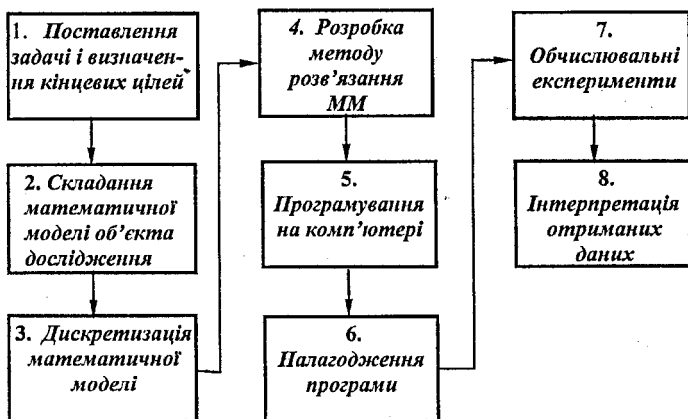 1. Поставлення
задачі і визначен-
ня кінцевих цілей
2. Складання
математичної
моделі об’єкта
дослідження
3. Дискретизація
математичної
моделі
4. Розробка
методу
розв’язання
ММ
5.
Програмування
на комп’ютері
6.
Палагодження
програми
7.
Обчислювальні
експерименти
8.
Інтерпретація
отриманих
даних